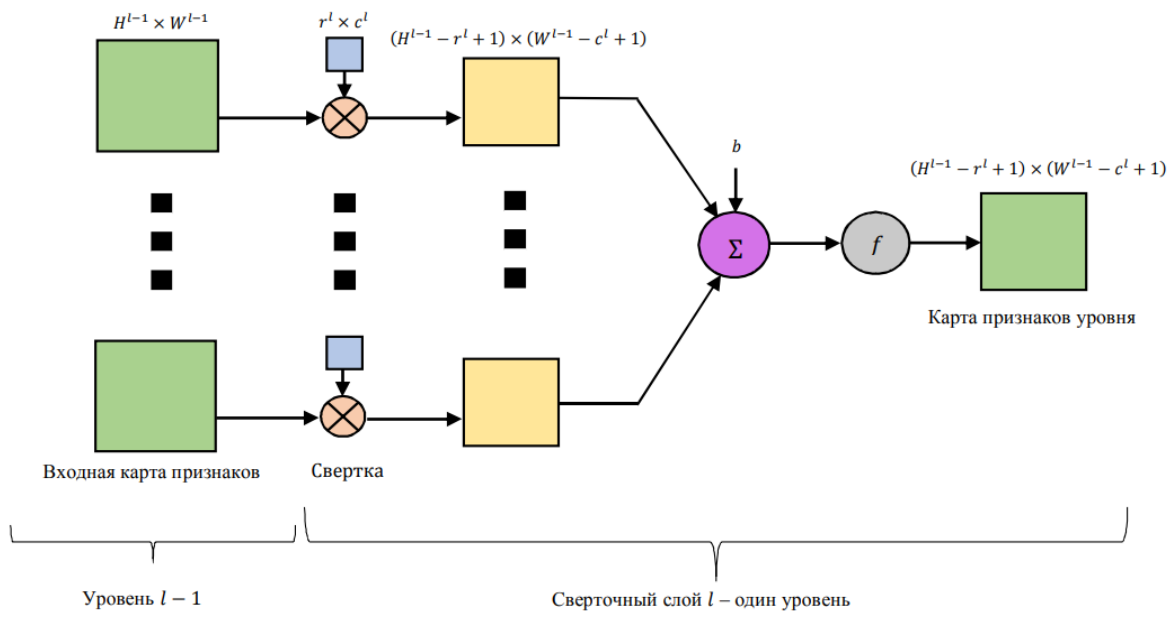 H^{l-1} × W^{l-1}
r^l × c^l
(H^{l-1} − r^l + 1) × (W^{l-1} − c^l + 1)
b
(H^{l-1} − r^l + 1) × (W^{l-1} − c^l + 1)
Σ
f
Карта признаков уровня
Входная карта признаков
Свертка
Уровень l − 1
Сверточный слой l – один уровень